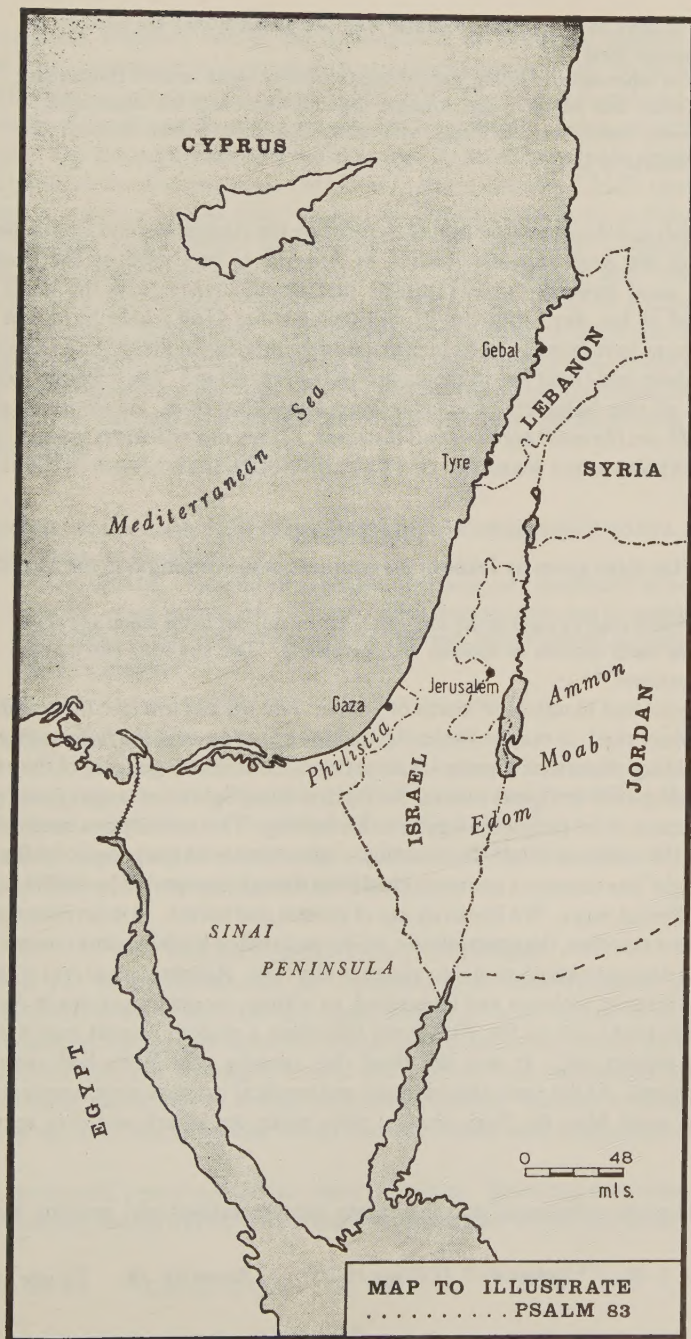 CYPRUS
Gebal
LEBANON
Mediterranean Sea
Tyre
SYRIA
Jerusalem
Ammon
Gaza
Philistia
Moab
JORDAN
ISRAEL
Edom
SINAI
PENINSULA
EGYPT
0 48
mls.
MAP TO ILLUSTRATE
.......... PSALM 83